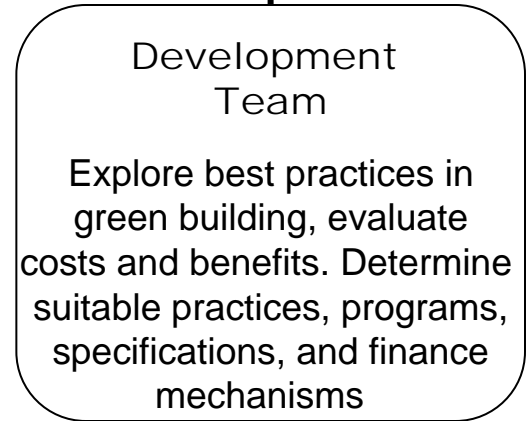 Development
Team
Explore best practices in
green building, evaluate
costs and benefits. Determine
suitable practices, programs,
specifications, and finance
mechanisms